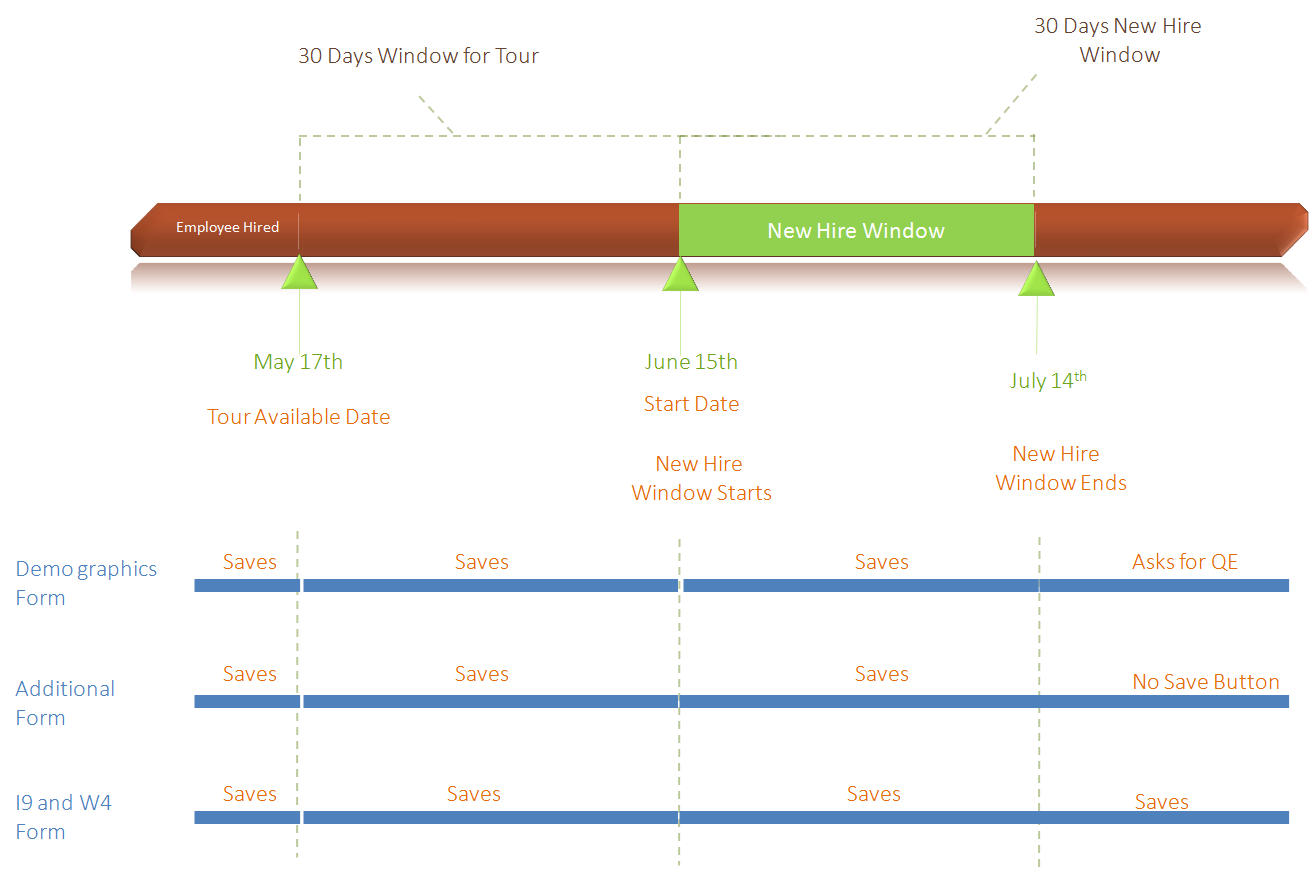 30 Days Window for Tour
30 Days New Hire
Window
Employee Hired
New Hire Window
May 17th
June 15th
July 14th
Tour Available Date
Start Date
New Hire
Window Starts
New Hire
Window Ends
Demo graphics
Form
Saves
Saves
Saves
Asks for QE
Additional
Form
Saves
Saves
Saves
No Save Button
I9 and W4
Form
Saves
Saves
Saves
Saves